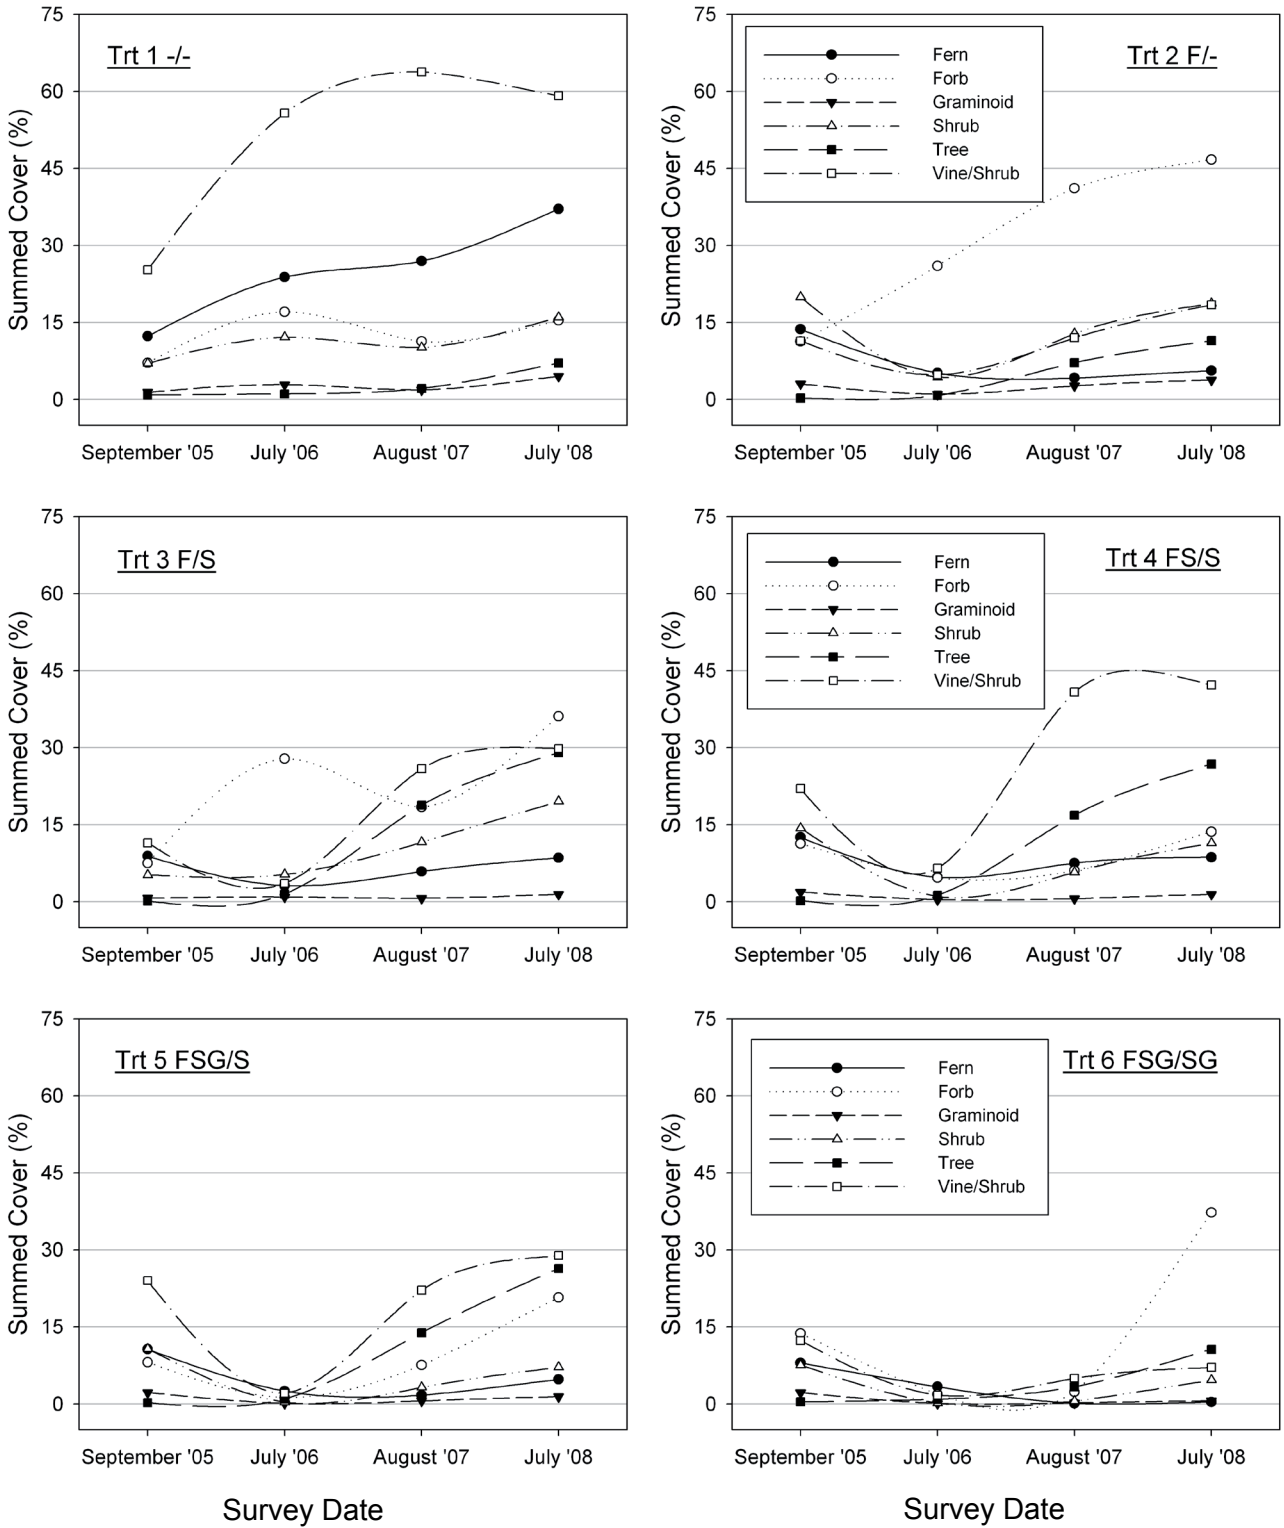 Trt 1 -/-
Summed Cover (%)
75
60
45
30
15
0
September '05 July '06 August '07 July '08
Trt 2 F/-
Fern
Forb
Graminoid
Shrub
Tree
Vine/Shrub
Summed Cover (%)
75
60
45
30
15
0
September '05 July '06 August '07 July '08
Trt 3 F/S
Summed Cover (%)
75
60
45
30
15
0
September '05 July '06 August '07 July '08
Trt 4 FS/S
Fern
Forb
Graminoid
Shrub
Tree
Vine/Shrub
Summed Cover (%)
75
60
45
30
15
0
September '05 July '06 August '07 July '08
Trt 5 FSG/S
Summed Cover (%)
75
60
45
30
15
0
September '05 July '06 August '07 July '08
Survey Date
Trt 6 FSG/SG
Fern
Forb
Graminoid
Shrub
Tree
Vine/Shrub
Summed Cover (%)
75
60
45
30
15
0
September '05 July '06 August '07 July '08
Survey Date